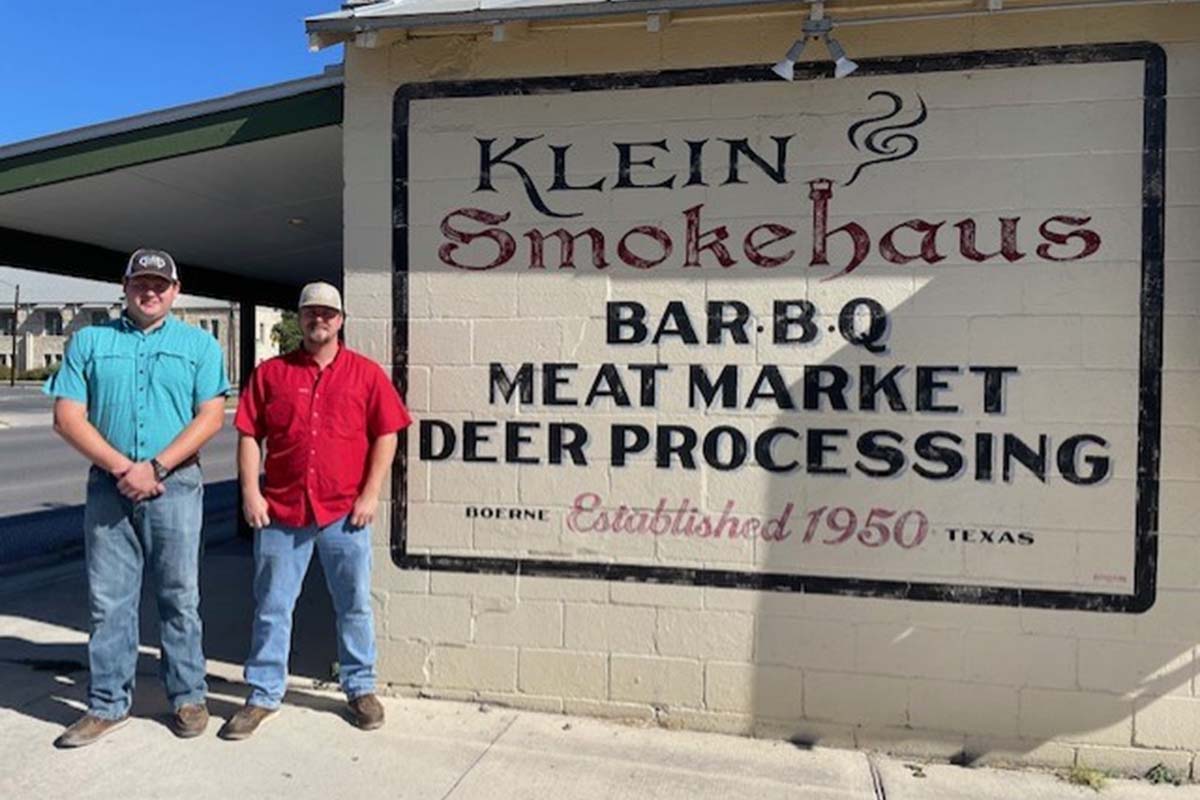 KLEIN
Smokehaus
BAR·B·Q
MEAT MARKET
DEER PROCESSING
BOERNE Established 1950 TEXAS